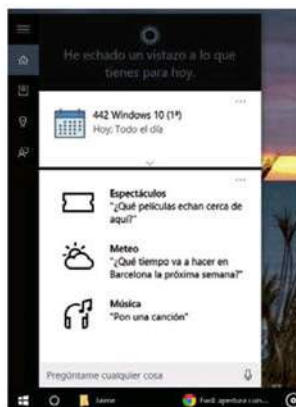 He echado un vistazo a lo que
tienes para hoy.
442 Windows 10 (1ª)
Hoy: Todo el día
Espectáculos
"¿Qué películas echan cerca de
aquí?"
Meteo
"¿Qué tiempo va a hacer en
Barcelona la próxima semana?"
Música
"Pon una canción"
Pregúntame cualquier cosa
Jaime